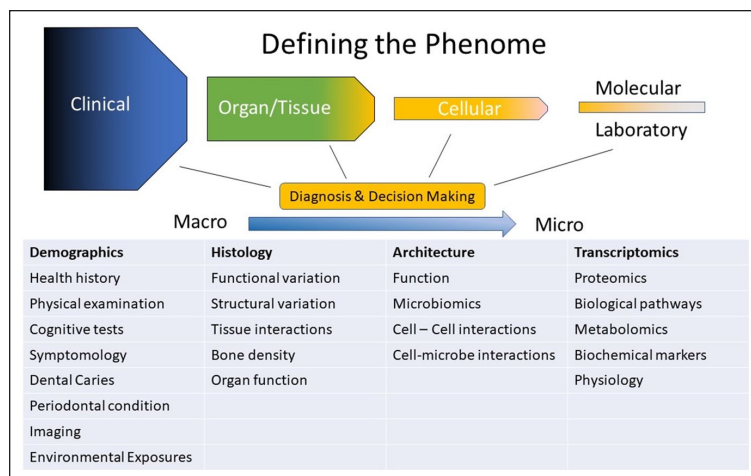 Defining the Phenome
Clinical
Organ/Tissue
Cellular
Molecular
Laboratory
Diagnosis & Decision Making
Macro
Micro
Demographics Histology Architecture Transcriptomics
Health history Functional variation Function Proteomics
Physical examination Structural variation Microbiomics Biological pathways
Cognitive tests Tissue interactions Cell – Cell interactions Metabolomics
Symptomology Bone density Cell-microbe interactions Biochemical markers
Dental Caries Organ function Physiology
Periodontal condition
Imaging
Environmental Exposures